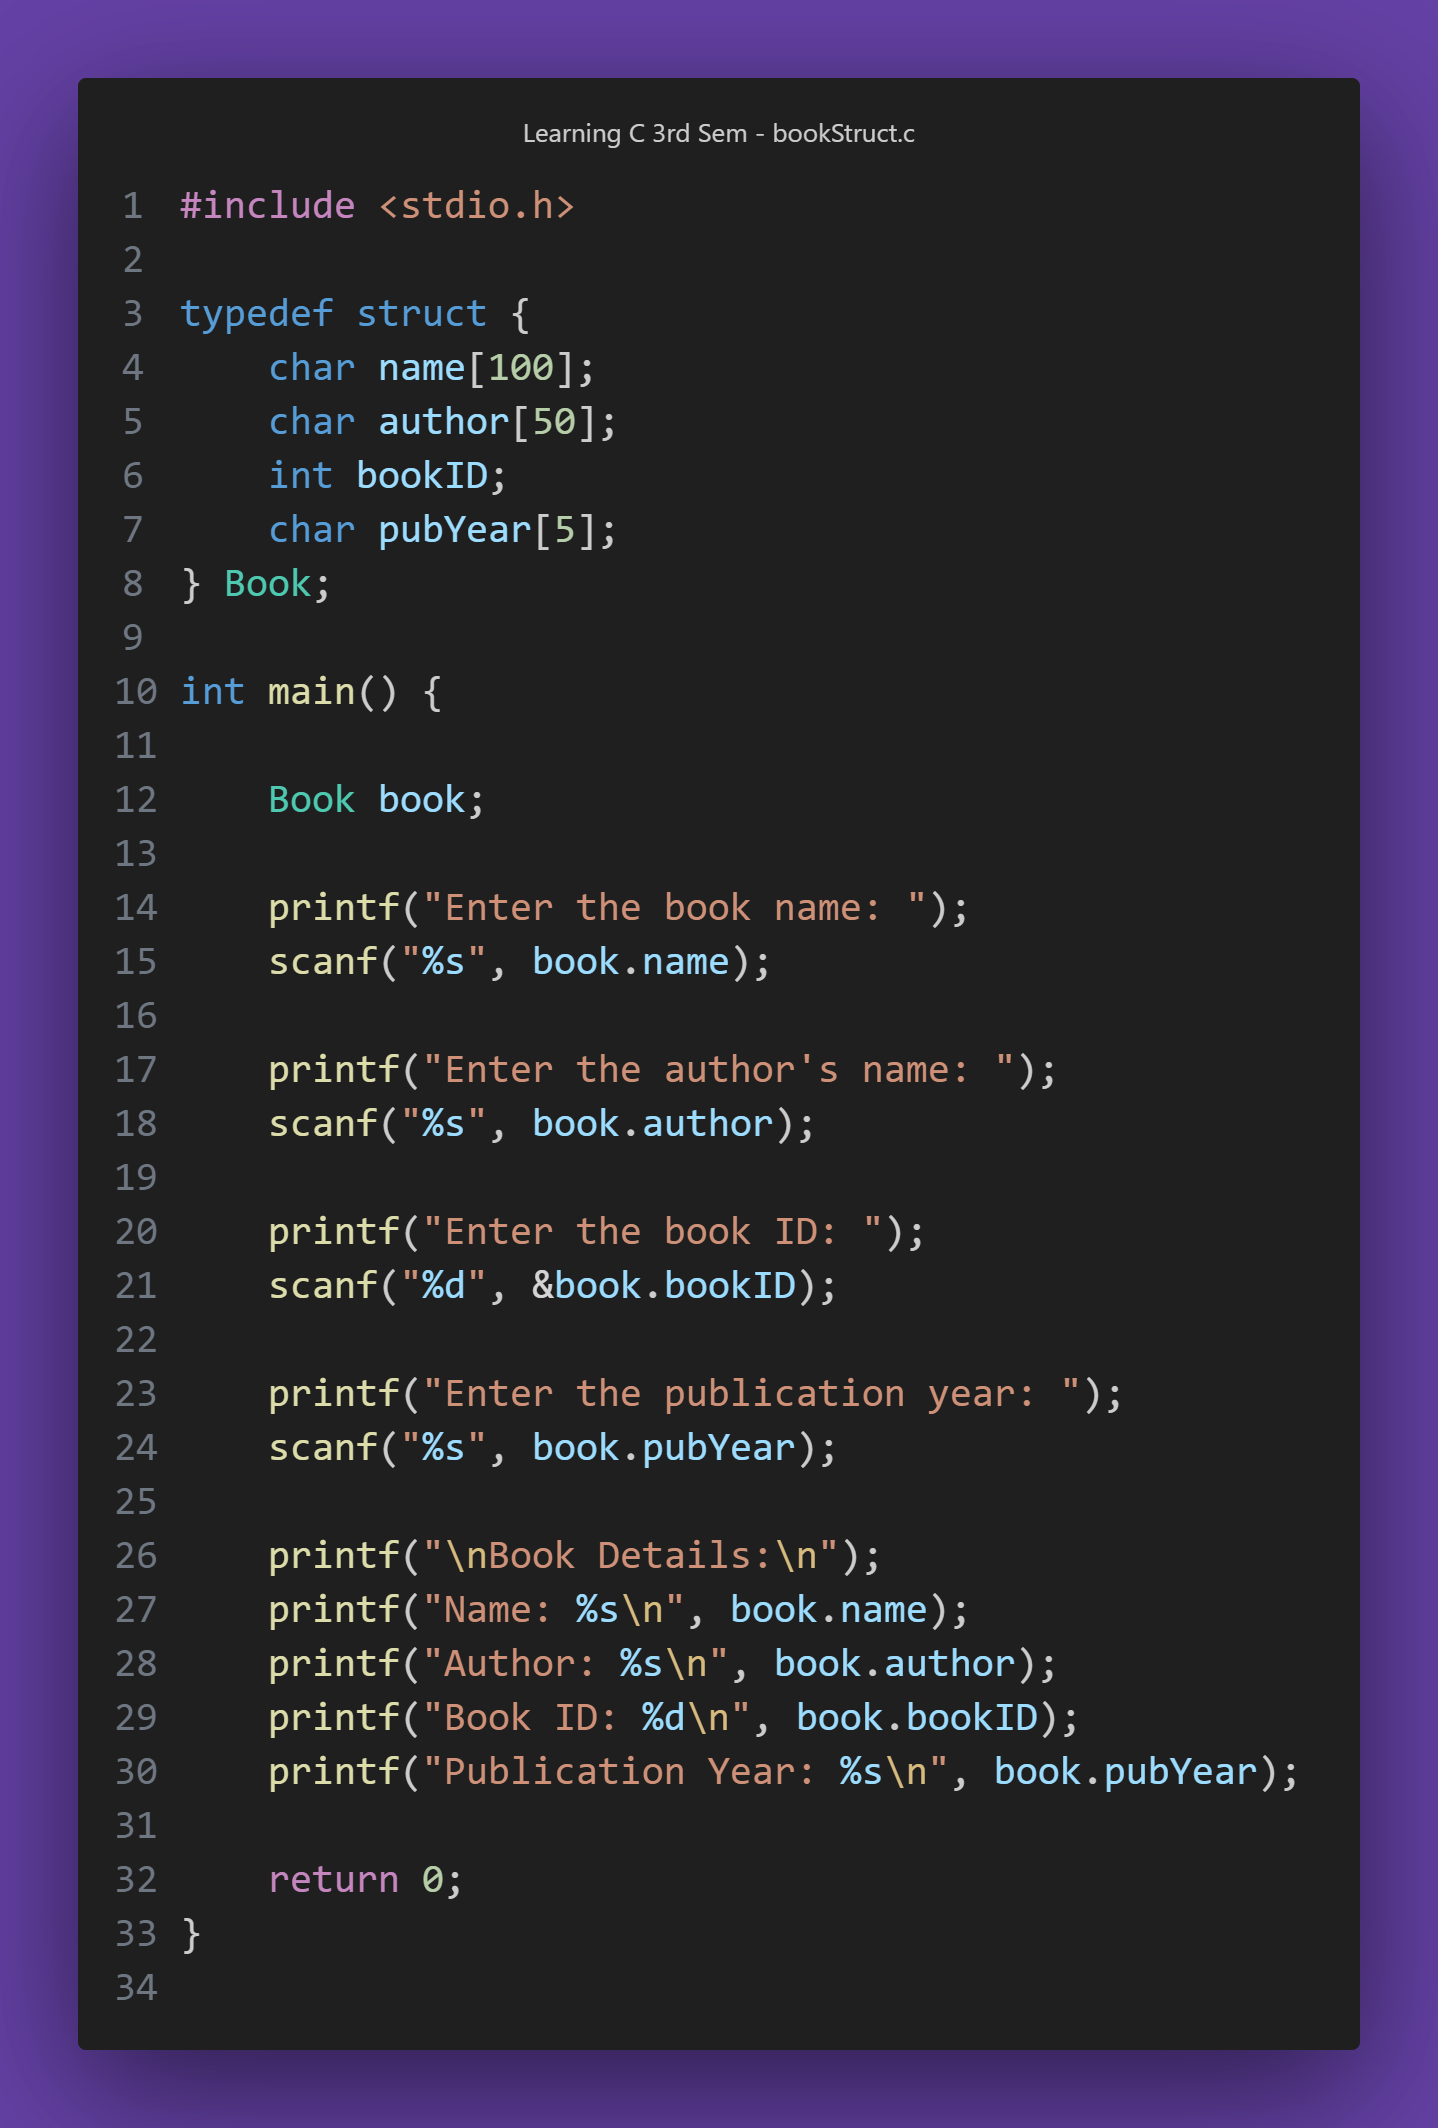 Learning C 3rd Sem - bookStruct.c
1 #include <stdio.h>
2
3 typedef struct {
4     char name[100];
5     char author[50];
6     int bookID;
7     char pubYear[5];
8 } Book;
9
10 int main() {
11
12     Book book;
13
14     printf("Enter the book name: ");
15     scanf("%s", book.name);
16
17     printf("Enter the author's name: ");
18     scanf("%s", book.author);
19
20     printf("Enter the book ID: ");
21     scanf("%d", &book.bookID);
22
23     printf("Enter the publication year: ");
24     scanf("%s", book.pubYear);
25
26     printf("\nBook Details:\n");
27     printf("Name: %s\n", book.name);
28     printf("Author: %s\n", book.author);
29     printf("Book ID: %d\n", book.bookID);
30     printf("Publication Year: %s\n", book.pubYear);
31
32     return 0;
33 }
34